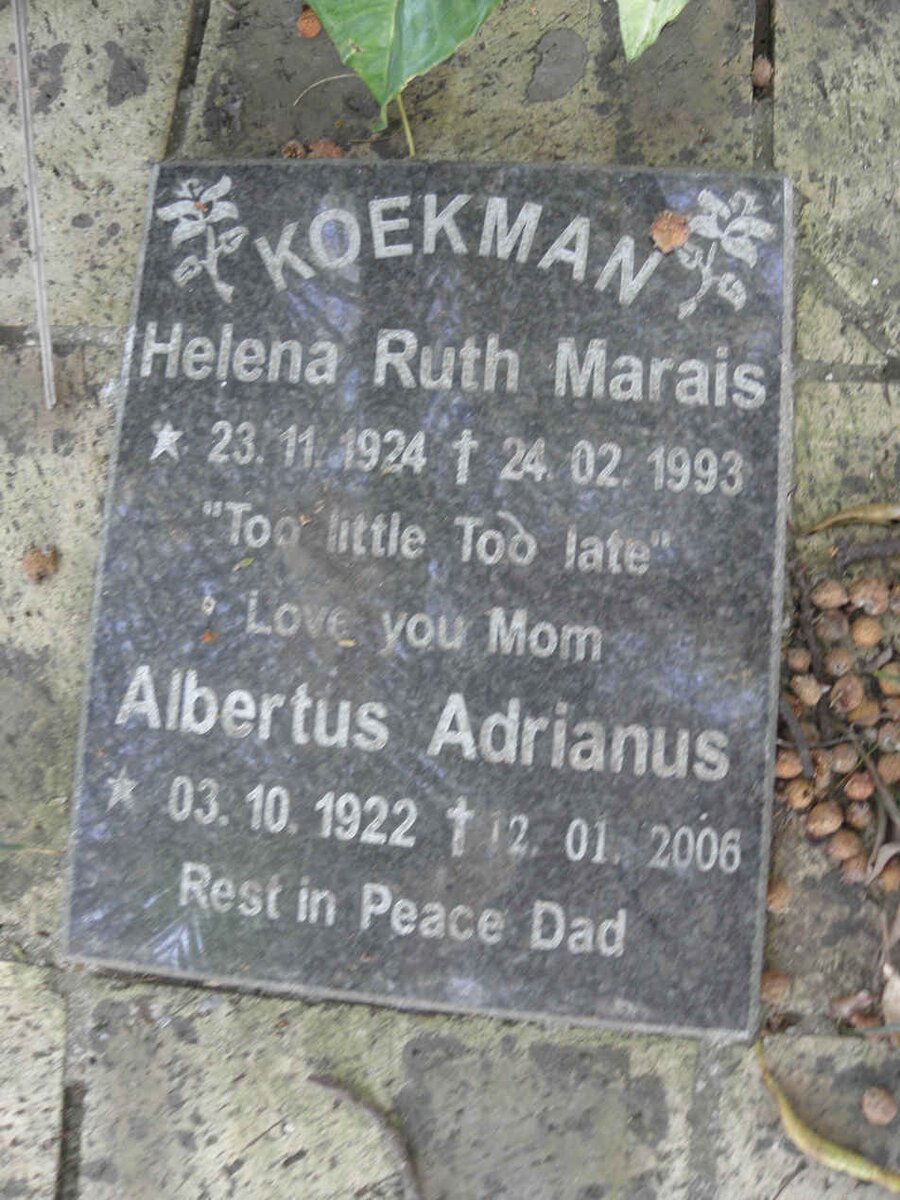 KOEKMAN
Helena Ruth Marais
★ 23. 11. 1924 ✝ 24. 02. 1993
"Too little Too late"
Love you Mom
Albertus Adrianus
★ 03. 10. 1922 ✝ 12. 01. 2006
Rest in Peace Dad